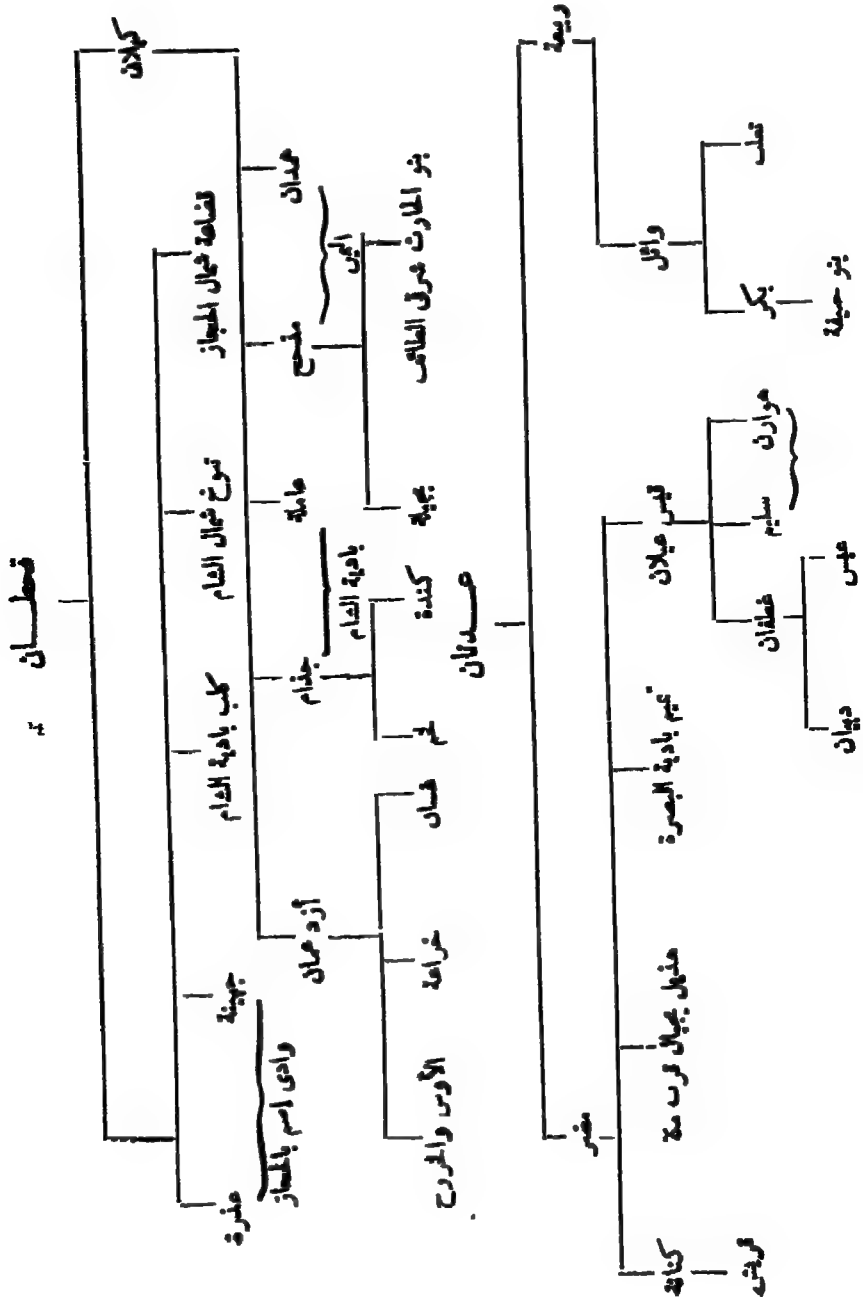 قحطان
كهلان
قضاعة شمال الحجاز
تنوخ شمال الشام
كلب بادية الشام
جهينة
عذرة
وادى اضم بالحجاز
همدان
مذحج
اليمن
عاملة
جذام
بادية الشام
أزد عمان
بنو الحارث شرق الطائف
بجيلة
كندة
لخم
غسان
خزاعة
الأوس والخزرج
عدنان
ربيعة
مضر
وائل
تغلب
بكر
بنو حنيفة
قيس عيلان
تميم بادية البصرة
هذيل جبال قرب مكة
كنانة
قريش
هوازن
سليم
غطفان
عبس
ذبيان